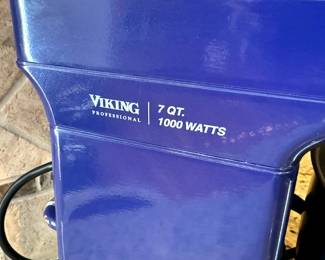 VIKING
PROFESSIONAL
7 QT.
1000 WATTS